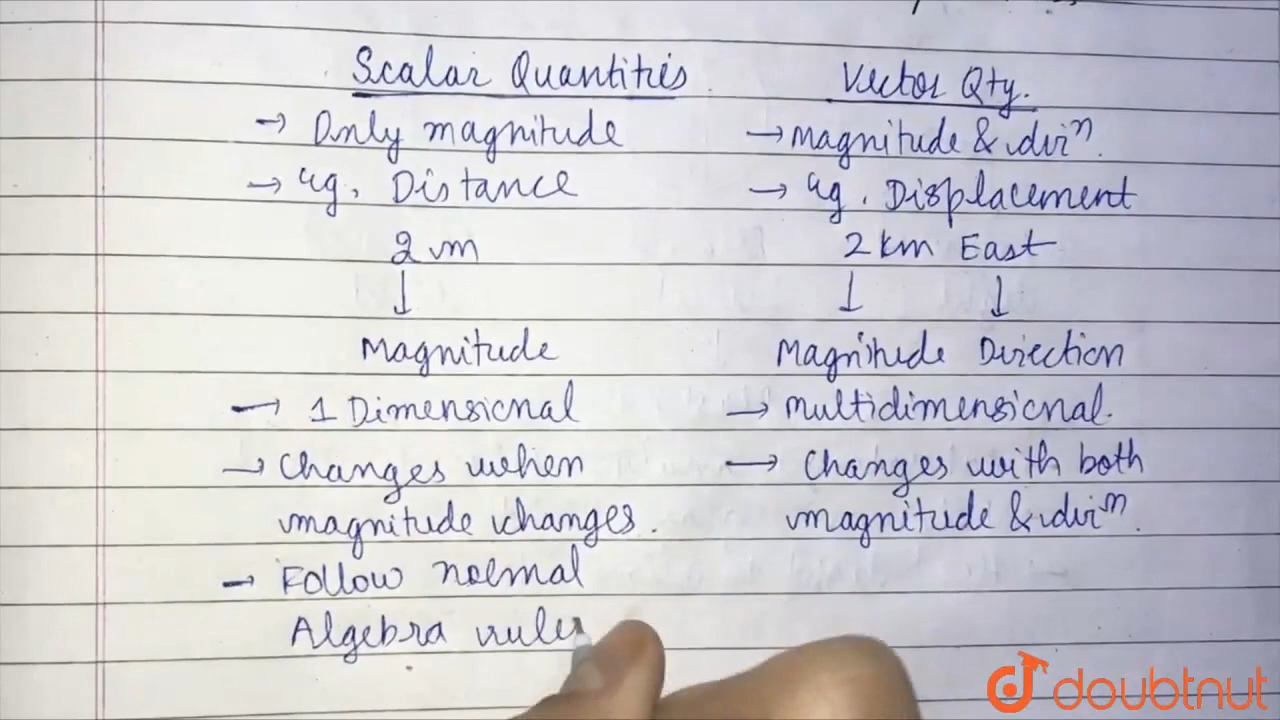 Scalar Quantities
Vector Qty.
→ Only magnitude
→ magnitude & dirⁿ.
→ eg, Distance
→ eg. Displacement
2 m
2 km East
↓
↓ ↓
Magnitude
Magnitude Direction
→ 1 Dimensional
→ multidimensional.
→ Changes when
→ Changes with both
magnitude changes.
magnitude & dirⁿ.
→ Follow normal
Algebra rules
doubtnut